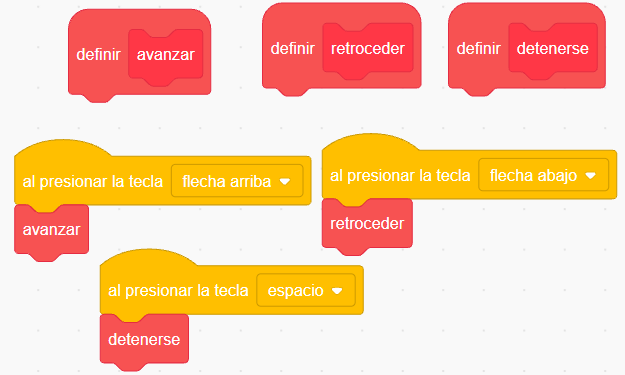 definir avanzar
definir retroceder
definir detenerse
al presionar la tecla flecha arriba
avanzar
al presionar la tecla flecha abajo
retroceder
al presionar la tecla espacio
detenerse